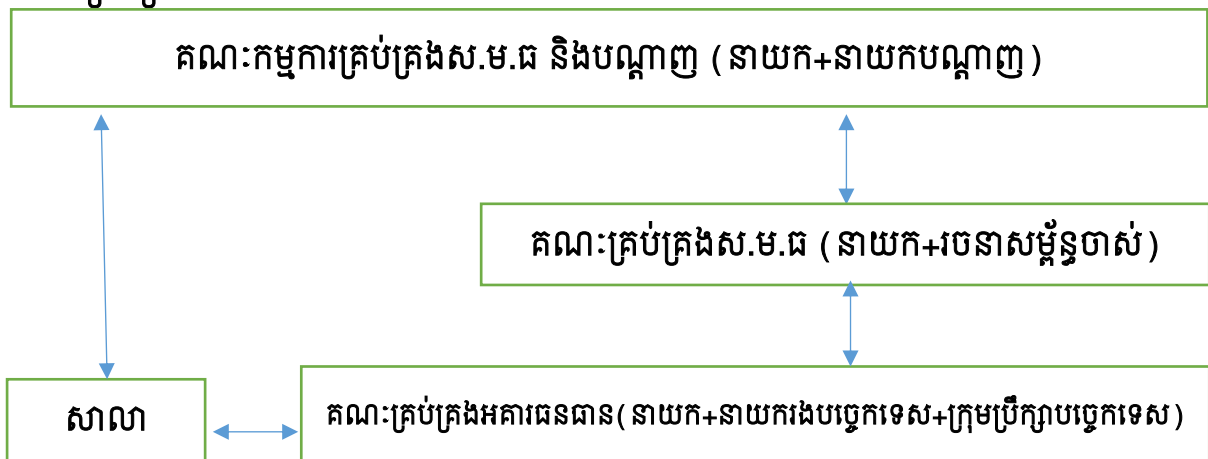 គណៈកម្មការគ្រប់គ្រងស.ម.ធ និងបណ្តាញ (នាយក+នាយកបណ្តាញ)
គណៈគ្រប់គ្រងស.ម.ធ (នាយក+រចនាសម្ព័ន្ធចាស់)
សាលា
គណៈគ្រប់គ្រងអគារធនធាន(នាយក+នាយករងបច្ចេកទេស+ក្រុមប្រឹក្សាបច្ចេកទេស)